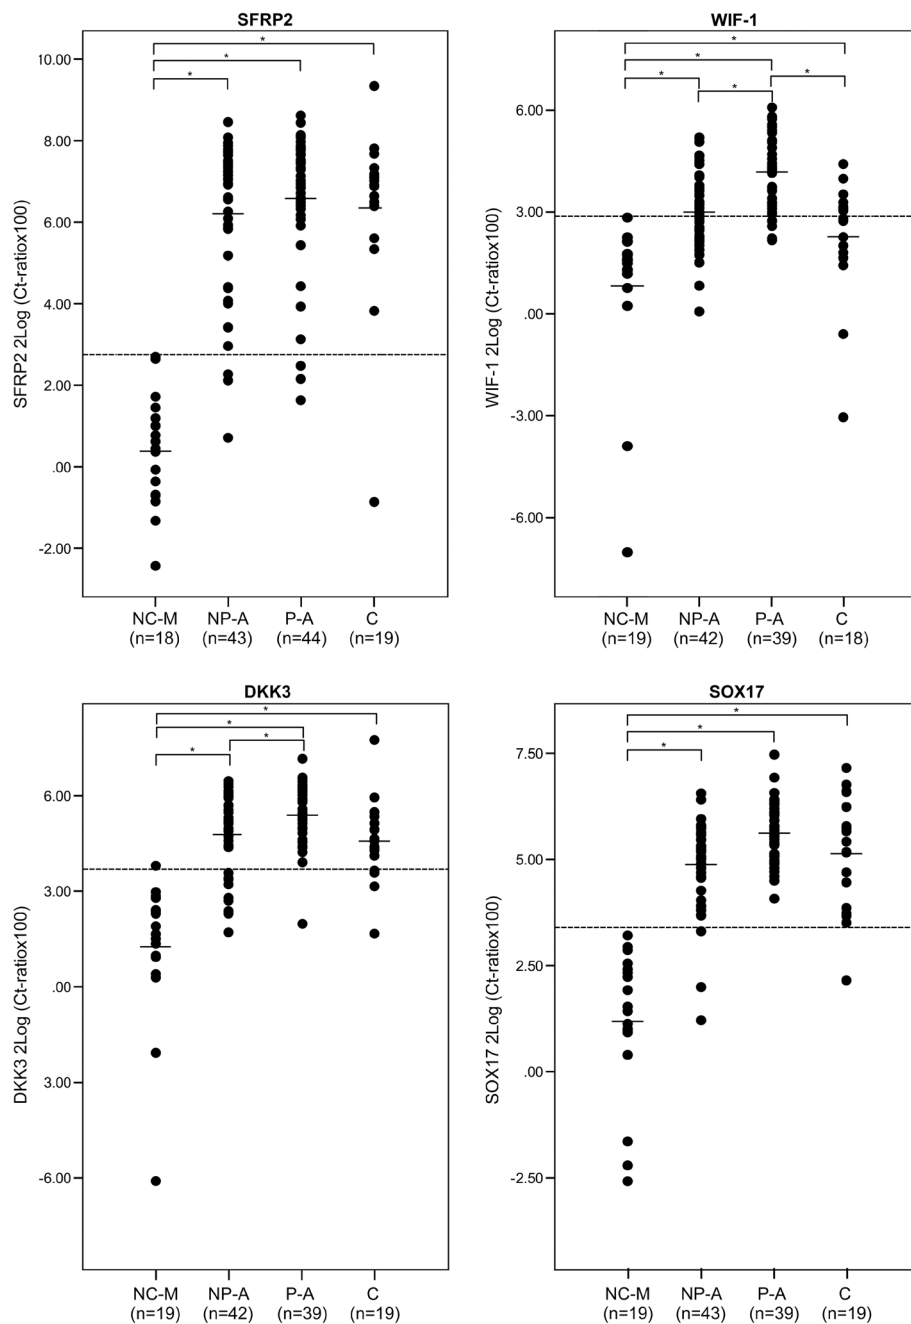 SFRP2
* * *
10.00
8.00
6.00
4.00
2.00
.00
-2.00
SFRP2 2Log (Ct-ratiox100)
NC-M NP-A P-A C
(n=18) (n=43) (n=44) (n=19)
WIF-1
* * * * *
6.00
3.00
.00
-3.00
-6.00
WIF-1 2Log (Ct-ratiox100)
NC-M NP-A P-A C
(n=19) (n=42) (n=39) (n=18)
DKK3
* * * *
6.00
3.00
.00
3.00
-6.00
DKK3 2Log (Ct-ratiox100)
NC-M NP-A P-A C
(n=19) (n=42) (n=39) (n=19)
SOX17
* * *
7.50
5.00
2.50
.00
-2.50
SOX17 2Log (Ct-ratiox100)
NC-M NP-A P-A C
(n=19) (n=43) (n=39) (n=19)